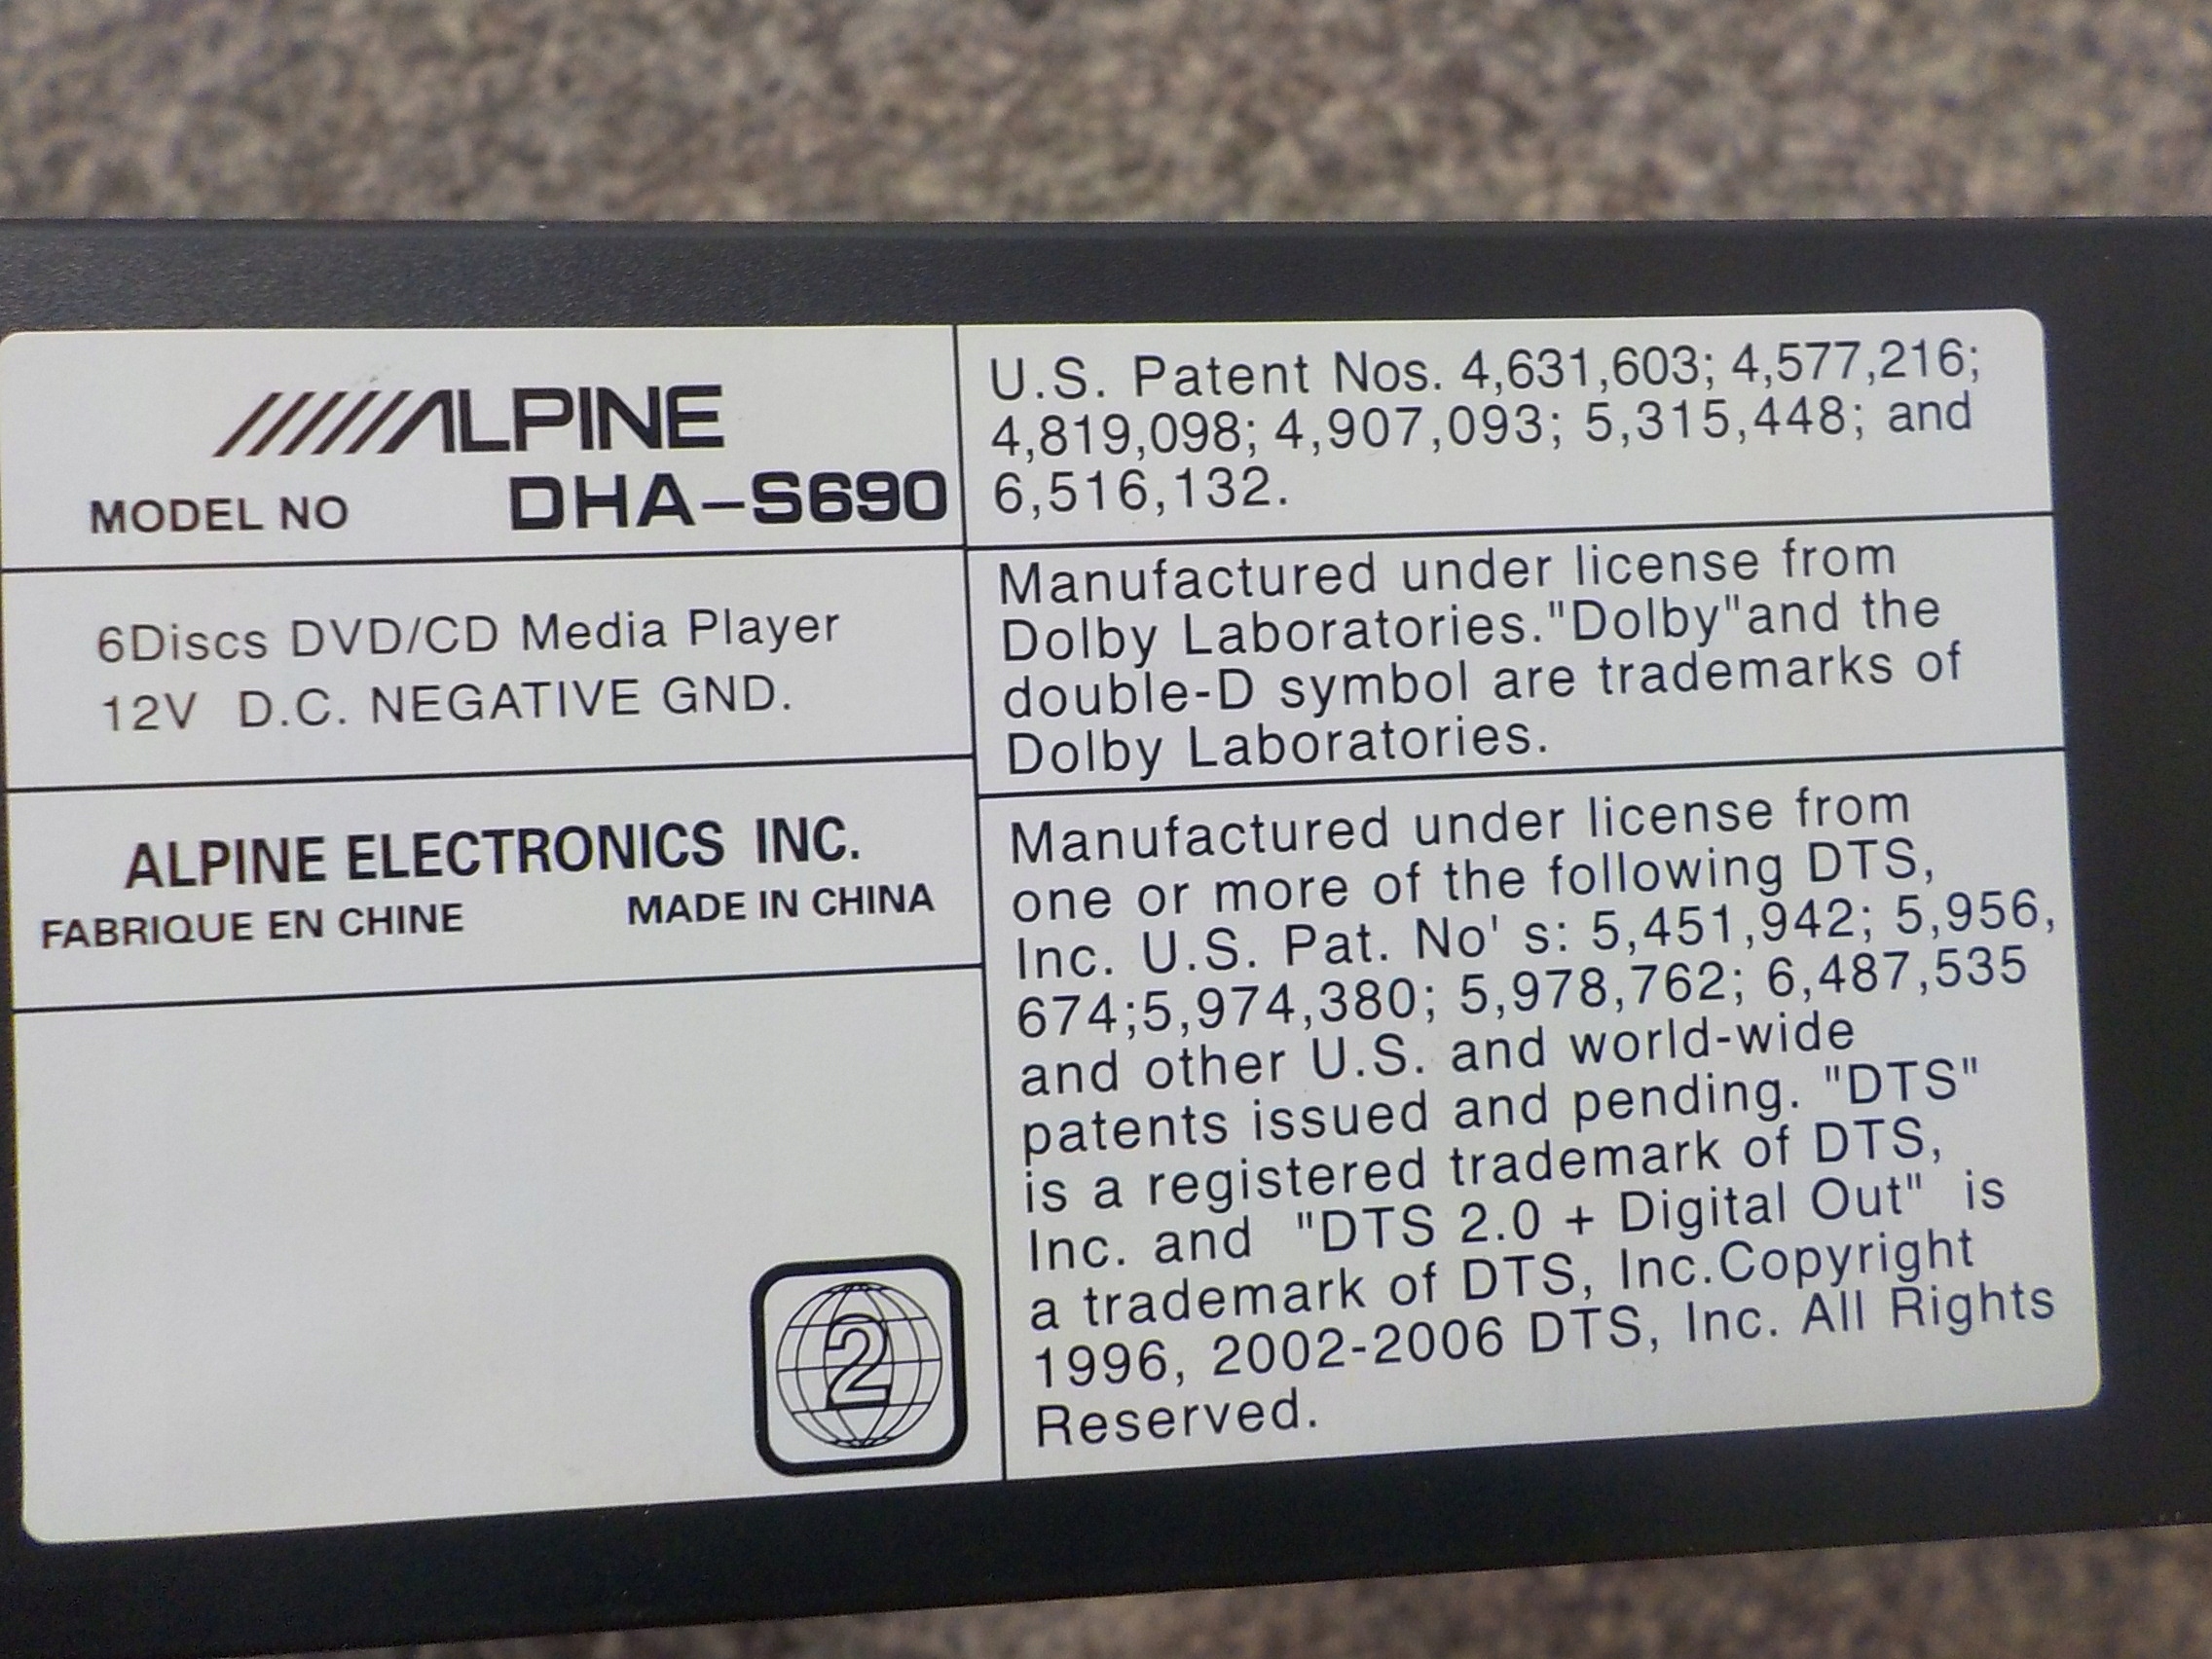 ALPINE
MODEL NO DHA-S690
6Discs DVD/CD Media Player
12V D.C. NEGATIVE GND.
ALPINE ELECTRONICS INC.
FABRIQUE EN CHINE MADE IN CHINA
2
U.S. Patent Nos. 4,631,603; 4,577,216;
4,819,098; 4,907,093; 5,315,448; and
6,516,132.
Manufactured under license from
Dolby Laboratories."Dolby"and the
double-D symbol are trademarks of
Dolby Laboratories.
Manufactured under license from
one or more of the following DTS,
Inc. U.S. Pat. No' s: 5,451,942; 5,956,
674;5,974,380; 5,978,762; 6,487,535
and other U.S. and world-wide
patents issued and pending. "DTS"
is a registered trademark of DTS,
Inc. and "DTS 2.0 + Digital Out" is
a trademark of DTS, Inc.Copyright
1996, 2002-2006 DTS, Inc. All Rights
Reserved.